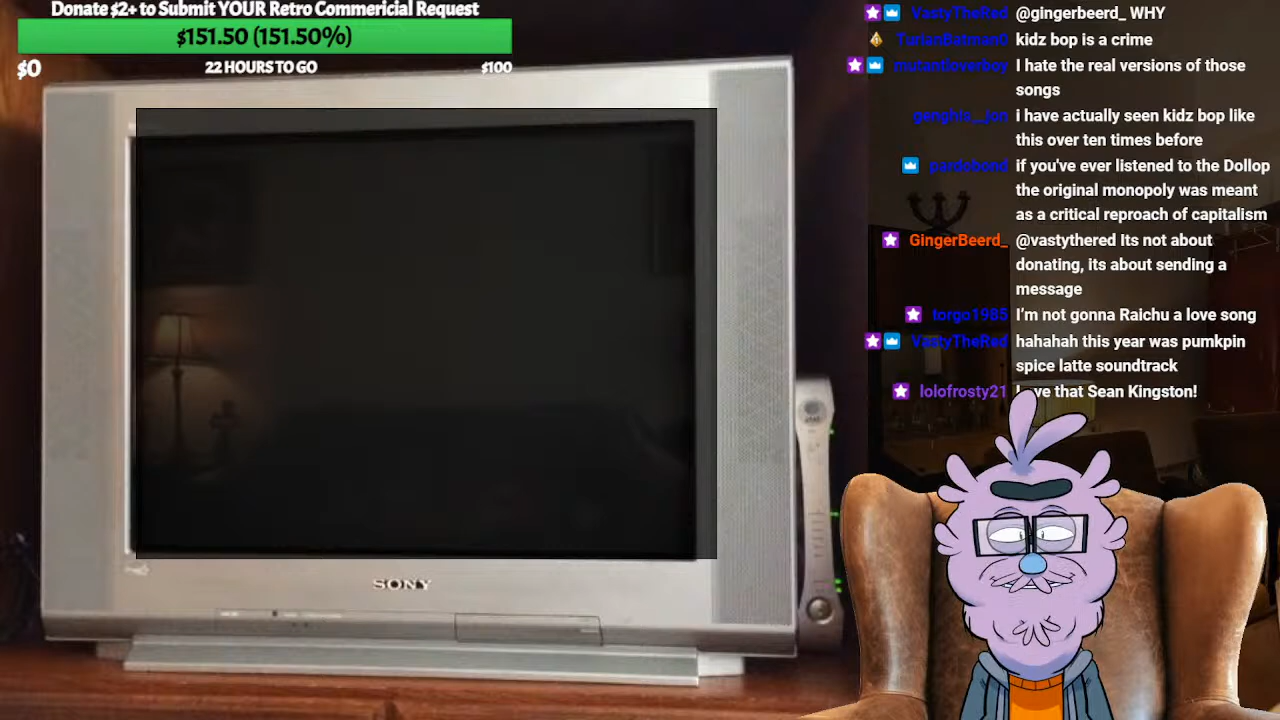 Donate $2+ to Submit YOUR Retro Commericial Request
$151.50 (151.50%)
$0
22 HOURS TO GO
$100
SONY
VastyTheRed @gingerbeerd_ WHY
TurianBatman0 kidz bop is a crime
mutantloverboy I hate the real versions of those
songs
genghis__jon i have actually seen kidz bop like
this over ten times before
pardobond if you've ever listened to the Dollop
the original monopoly was meant
as a critical reproach of capitalism
GingerBeerd_ @vastythered Its not about
donating, its about sending a
message
torgo1985 I'm not gonna Raichu a love song
VastyTheRed hahahah this year was pumkpin
spice latte soundtrack
lolofrosty21 Love that Sean Kingston!